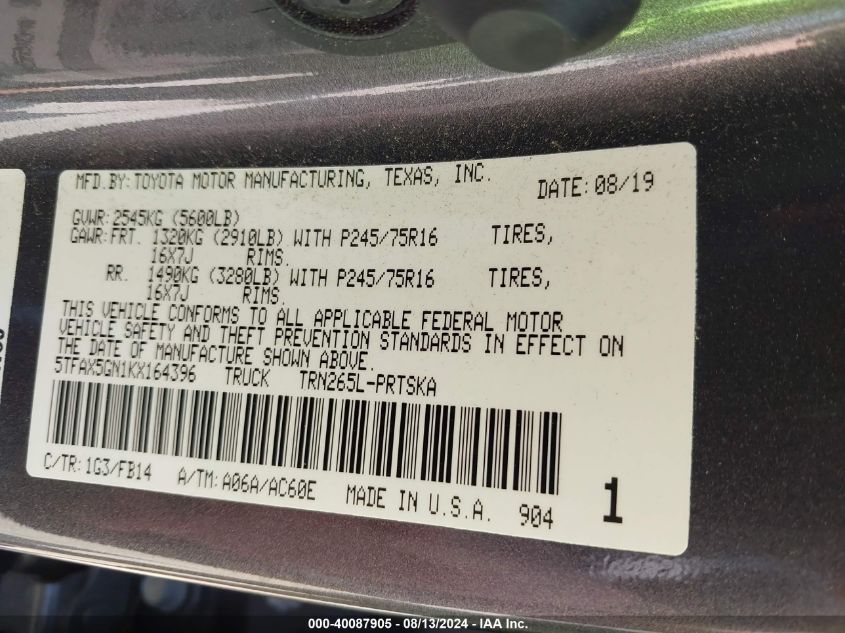 MFD.BY:TOYOTA MOTOR MANUFACTURING, TEXAS, INC. DATE:08/19
GVWR:2545KG (5600LB)
GAWR:FRT. 1320KG (2910LB) WITH P245/75R16 TIRES,
16X7J RIMS.
RR. 1490KG (3280LB) WITH P245/75R16 TIRES,
16X7J RIMS.
THIS VEHICLE CONFORMS TO ALL APPLICABLE FEDERAL MOTOR
VEHICLE SAFETY AND THEFT PREVENTION STANDARDS IN EFFECT ON
THE DATE OF MANUFACTURE SHOWN ABOVE.
5TFAX5GN1KX164396 TRUCK TRN265L-PRTSKA
C/TR:1G3/FB14 A/TM:A06A/AC60E MADE IN U.S.A. 904 1
000-40087905 - 08/13/2024 - IAA Inc.